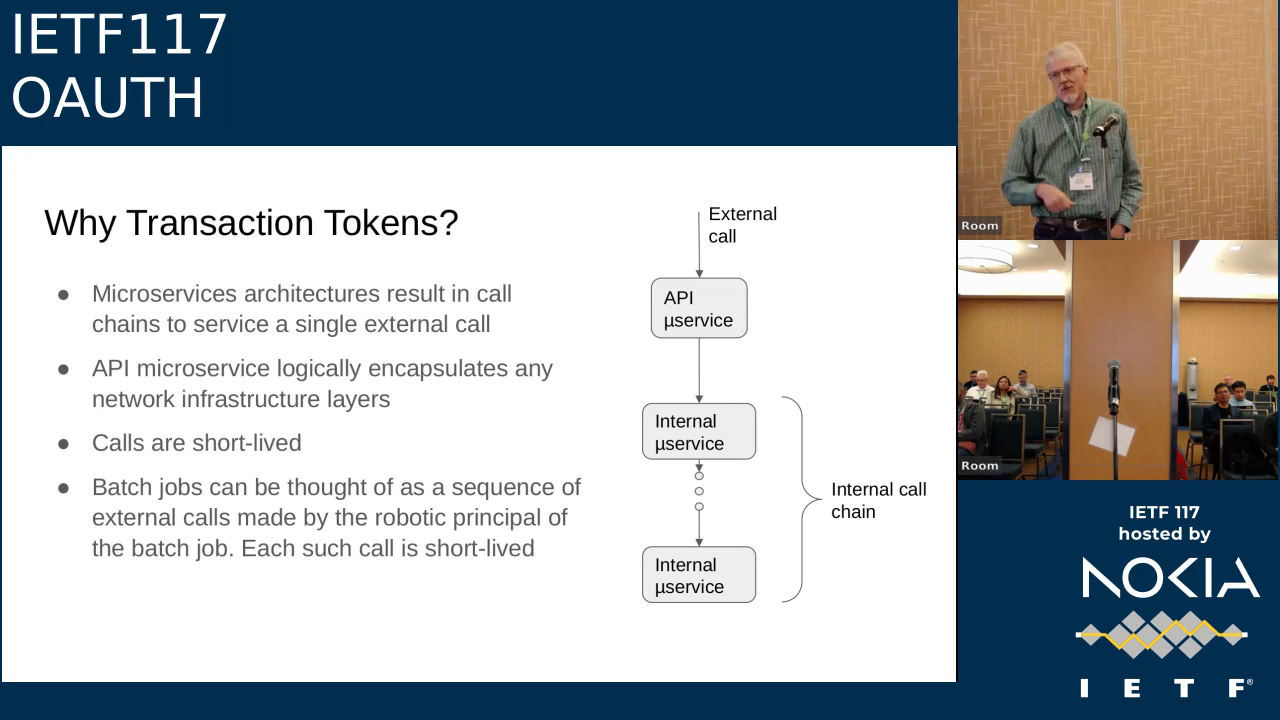 IETF117
OAUTH
Why Transaction Tokens?
● Microservices architectures result in call
chains to service a single external call
● API microservice logically encapsulates any
network infrastructure layers
● Calls are short-lived
● Batch jobs can be thought of as a sequence of
external calls made by the robotic principal of
the batch job. Each such call is short-lived
External
call
API
µservice
Internal
µservice
Internal
µservice
Internal call
chain
Room
Room
IETF 117
hosted by
NOKIA
I E T F®